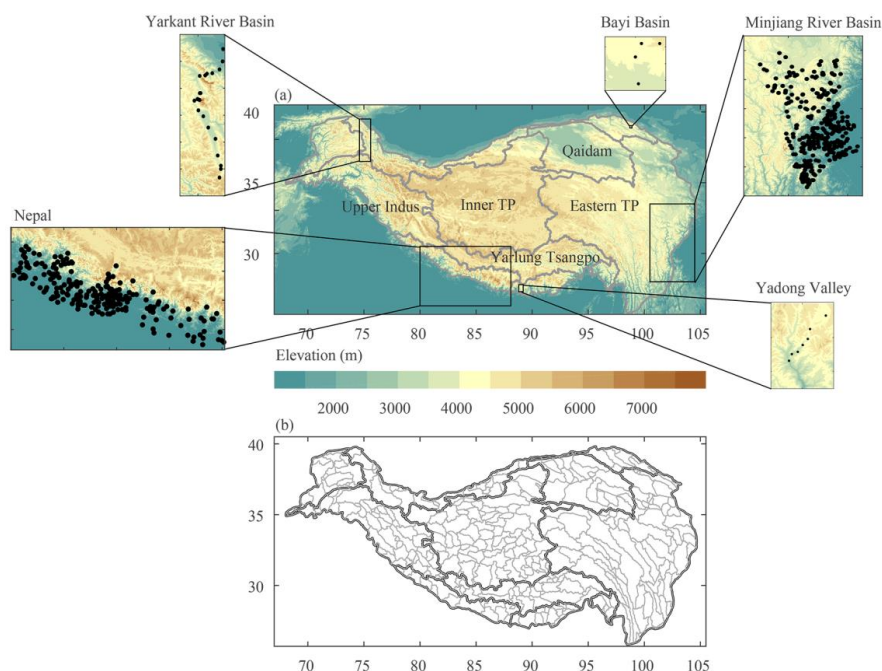 Yarkant River Basin
Bayi Basin
Minjiang River Basin
(a)
40
35
30
Qaidam
Upper Indus
Inner TP
Eastern TP
Yarlung Tsangpo
Nepal
70 75 80 85 90 95 100 105
Yadong Valley
Elevation (m)
2000 3000 4000 5000 6000 7000
(b)
40
35
30
70 75 80 85 90 95 100 105